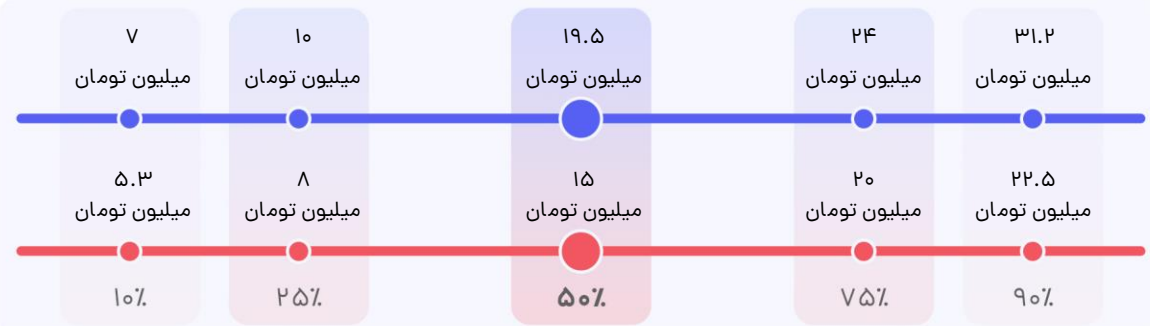 ۷
میلیون تومان
۱۰
میلیون تومان
۱۹.۵
میلیون تومان
۲۴
میلیون تومان
۳۱.۲
میلیون تومان
۵.۳
میلیون تومان
۸
میلیون تومان
۱۵
میلیون تومان
۲۰
میلیون تومان
۲۲.۵
میلیون تومان
۱۰٪
۲۵٪
۵۰٪
۷۵٪
۹۰٪